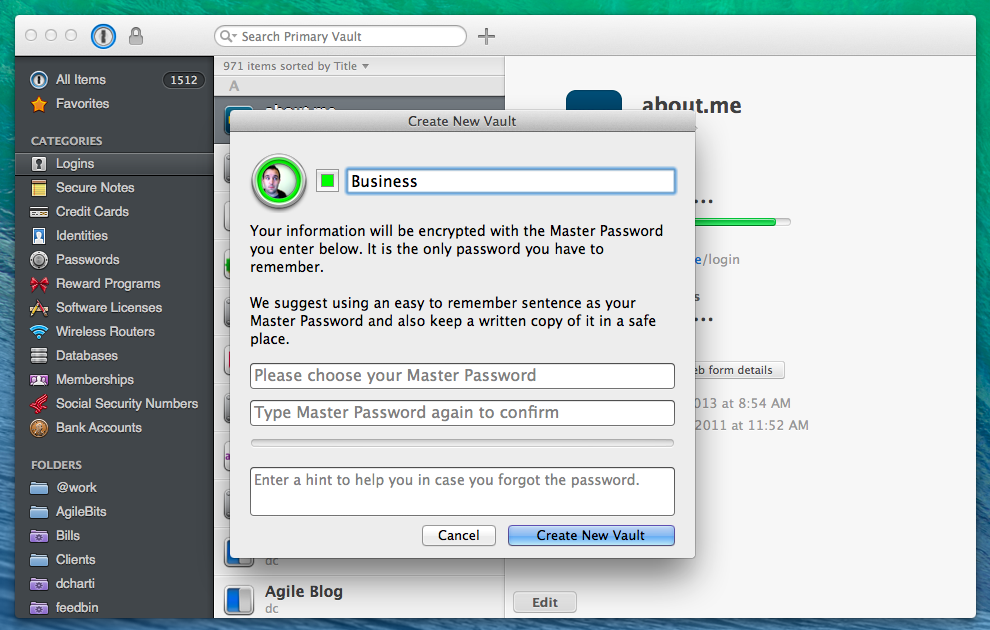 Search Primary Vault
All Items 1512
Favorites
CATEGORIES
Logins
Secure Notes
Credit Cards
Identities
Passwords
Reward Programs
Software Licenses
Wireless Routers
Databases
Memberships
Social Security Numbers
Bank Accounts
FOLDERS
@work
AgileBits
Bills
Clients
dcharti
feedbin
971 items sorted by Title
A
about.me
dc
Agile Blog
dc
Create New Vault
Business
Your information will be encrypted with the Master Password
you enter below. It is the only password you have to
remember.
We suggest using an easy to remember sentence as your
Master Password and also keep a written copy of it in a safe
place.
Please choose your Master Password
Type Master Password again to confirm
Enter a hint to help you in case you forgot the password.
Cancel
Create New Vault
about.me
e/login
form details
013 at 8:54 AM
2011 at 11:52 AM
Edit